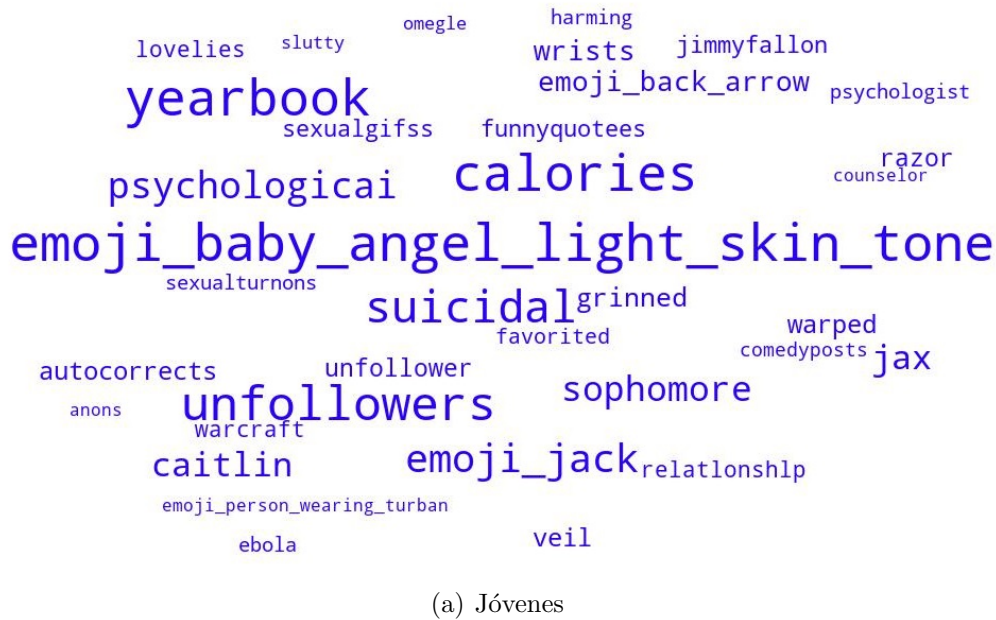 omegle
harming
lovelies
slutty
wrists
jimmyfallon
yearbook
emoji_back_arrow
psychologist
sexualgifss
funnyquotees
razor
calories
counselor
psychologicai
emoji_baby_angel_light_skin_tone
sexualturnons
suicidal
grinned
warped
favorited
comedyposts
jax
autocorrects
unfollower
sophomore
anons
unfollowers
warcraft
caitlin
emoji_jack
relatlonshlp
emoji_person_wearing_turban
ebola
veil
(a) Jóvenes